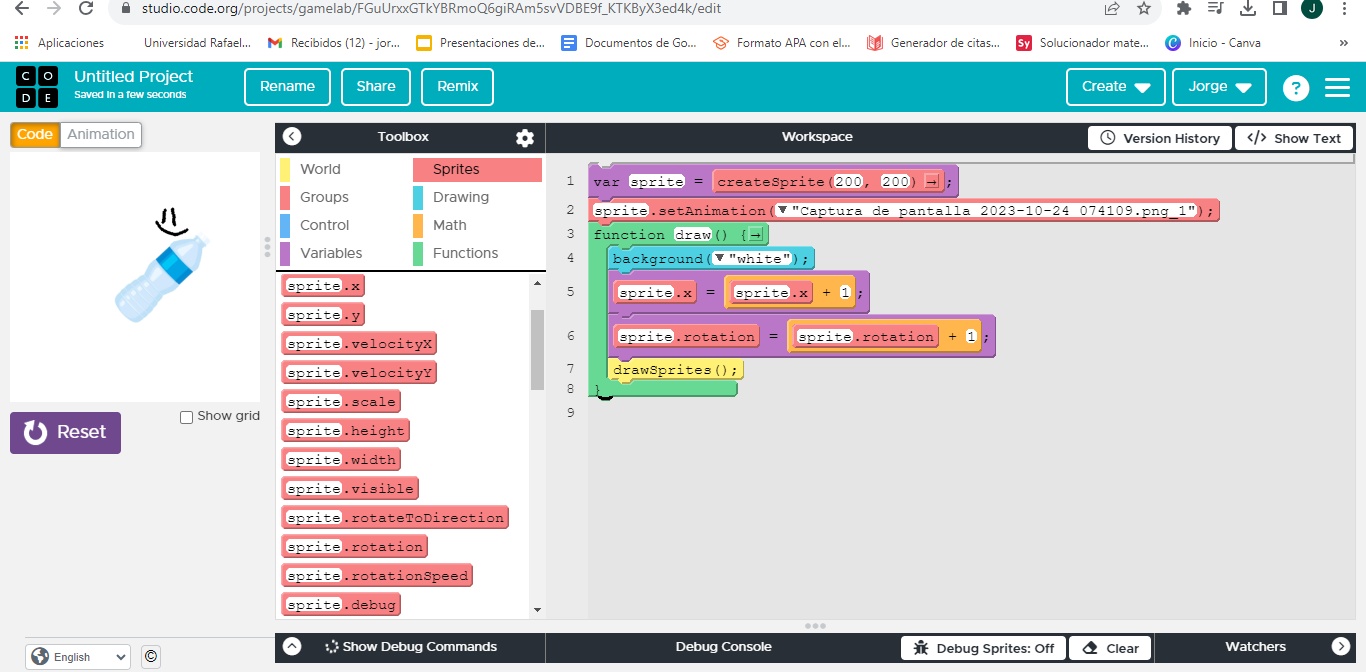 studio.code.org/projects/gamelab/FGuUrxxGTkYBRmoQ6giRAm5svVDBE9f_KTKByX3ed4k/edit
J
Aplicaciones Universidad Rafael... Recibidos (12) - jor... Presentaciones de... Documentos de Go... Formato APA con el... Generador de citas... Sy Solucionador mate... Inicio - Canva »
C O D E
Untitled Project
Saved in a few seconds
Rename Share Remix Create Jorge ?
Code Animation
Toolbox
Workspace
Version History
</> Show Text
World Sprites
Groups Drawing
Control Math
Variables Functions
sprite.x
sprite.y
sprite.velocityX
sprite.velocityY
sprite.scale
sprite.height
sprite.width
sprite.visible
sprite.rotateToDirection
sprite.rotation
sprite.rotationSpeed
sprite.debug
1 var sprite = createSprite(200, 200) → ;
2 sprite.setAnimation(▼"Captura de pantalla 2023-10-24 074109.png_1");
3 function draw() {→
4 background(▼"white");
5 sprite.x = sprite.x + 1;
6 sprite.rotation = sprite.rotation + 1;
7 drawSprites();
8 }
9
Reset
Show grid
English
©
Show Debug Commands
Debug Console
Debug Sprites: Off
Clear
Watchers